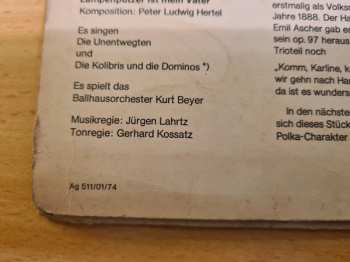 Lampenputzer ist mein Vater
Komposition: Peter Ludwig Hertel
Es singen
Die Unentwegten
und
Die Kolibris und die Dominos *)
Es spielt das
Ballhausorchester Kurt Beyer
Musikregie: Jürgen Lahrtz
Tonregie: Gerhard Kossatz
Ag 511/01/74
erstmalig als Volks
Jahre 1888. Der Ha
Emil Ascher gab e
sein op. 97 heraus
Trioteil noch
„Komm, Karline, k
wir gehn nach Ha
da ist es wunders
In den nächste
sich dieses Stück
Polka-Charakter